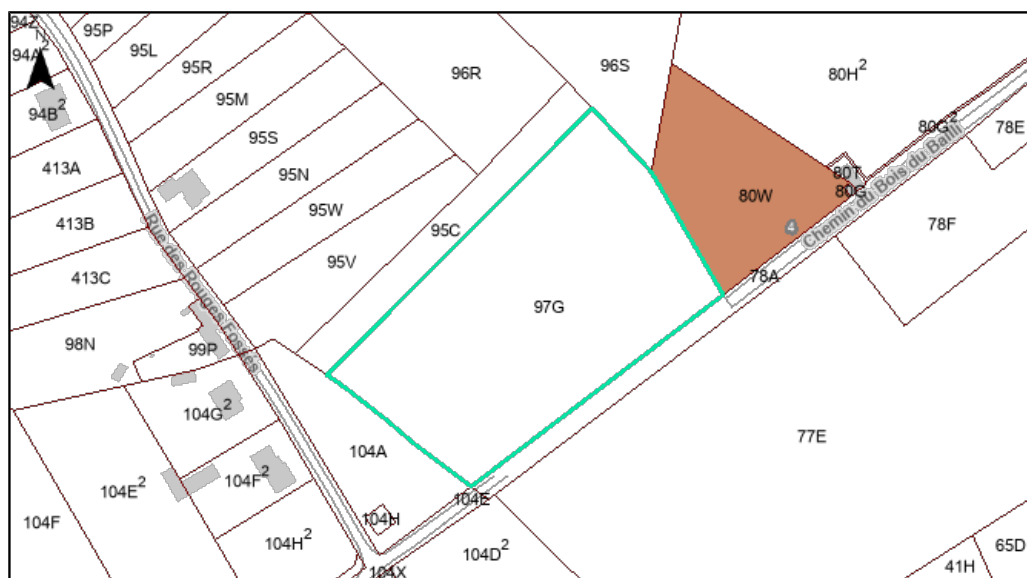 94Z
N
94A²
94B²
95P
95L
95R
95M
95S
95N
95W
95V
95C
96R
96S
80H²
80G²
78E
80T
80G
80W
4
Chemin du Bois du Bailli
78F
78A
413A
413B
413C
98N
99P
Rue des Rouges Fossés
97G
77E
104G²
104A
104F²
104E²
104F
104H
104E
104H²
104X
104D²
41H
65D